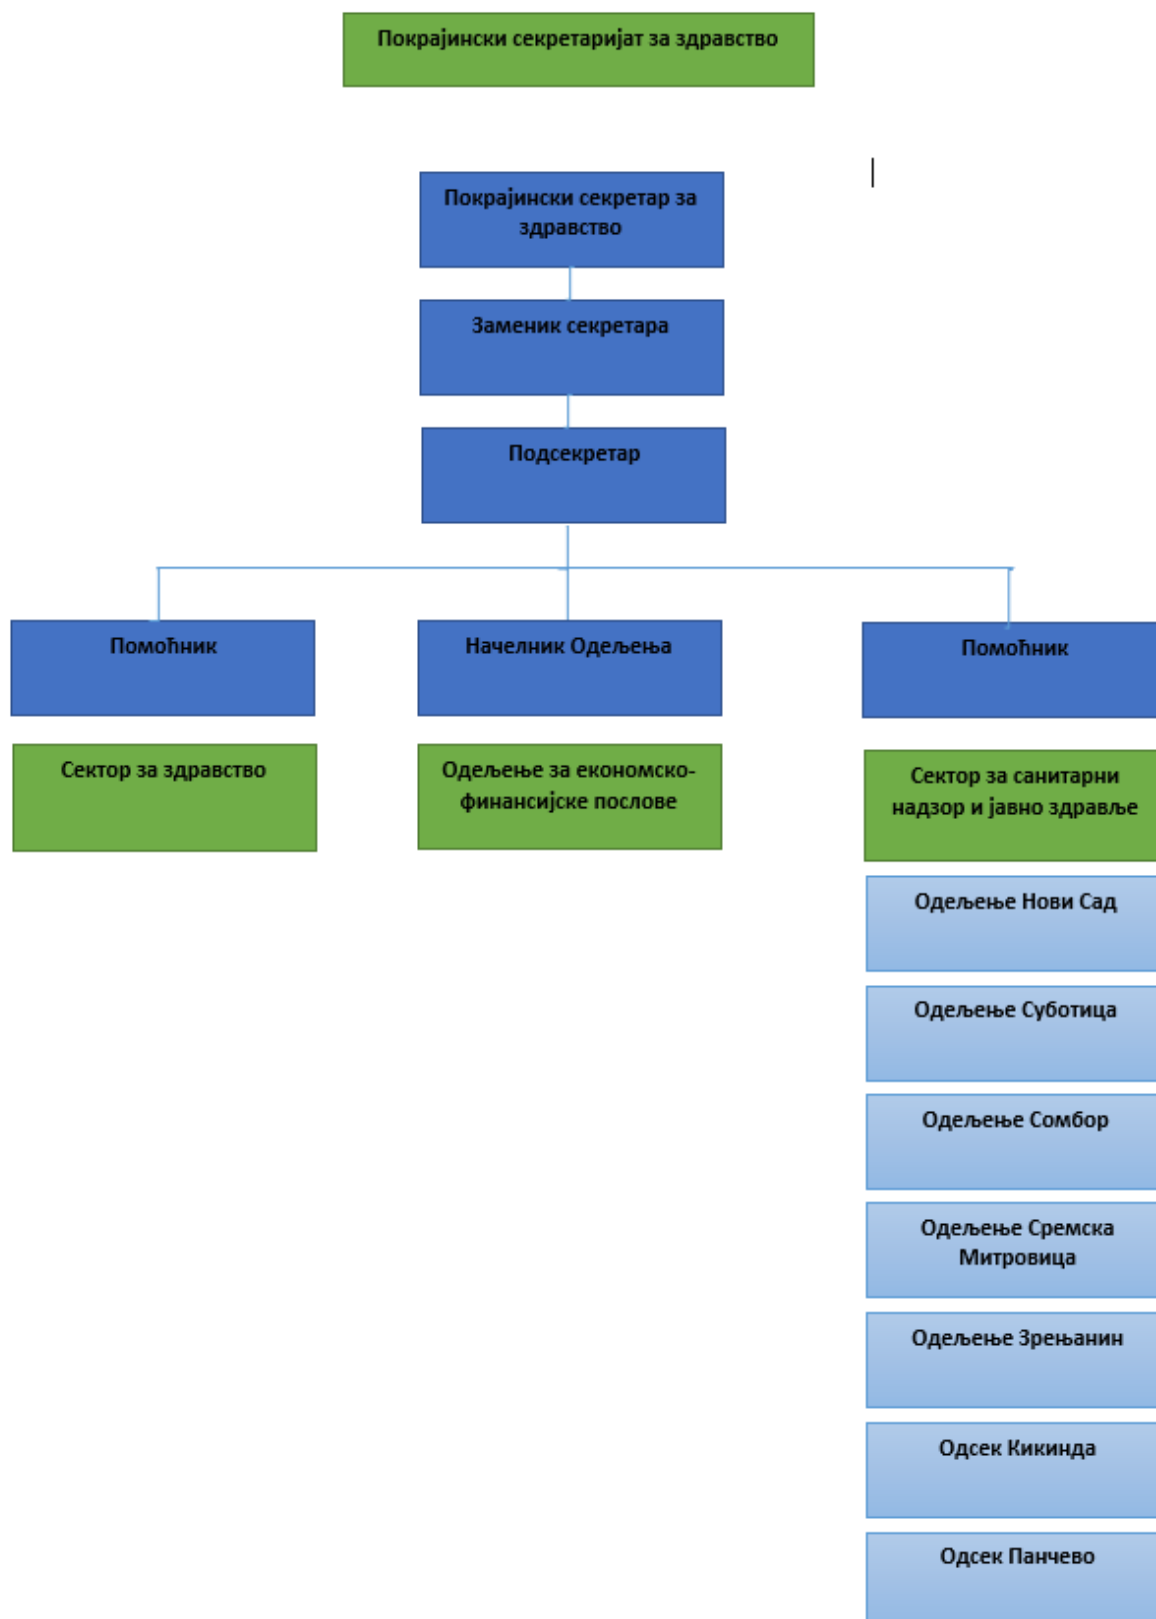 Покрајински секретаријат за здравство
Покрајински секретар за
здравство
Заменик секретара
Подсекретар
Помоћник
Начелник Одељења
Помоћник
Сектор за здравство
Одељење за економско-
финансијске послове
Сектор за санитарни
надзор и јавно здравље
Одељење Нови Сад
Одељење Суботица
Одељење Сомбор
Одељење Сремска
Митровица
Одељење Зрењанин
Одсек Кикинда
Одсек Панчево